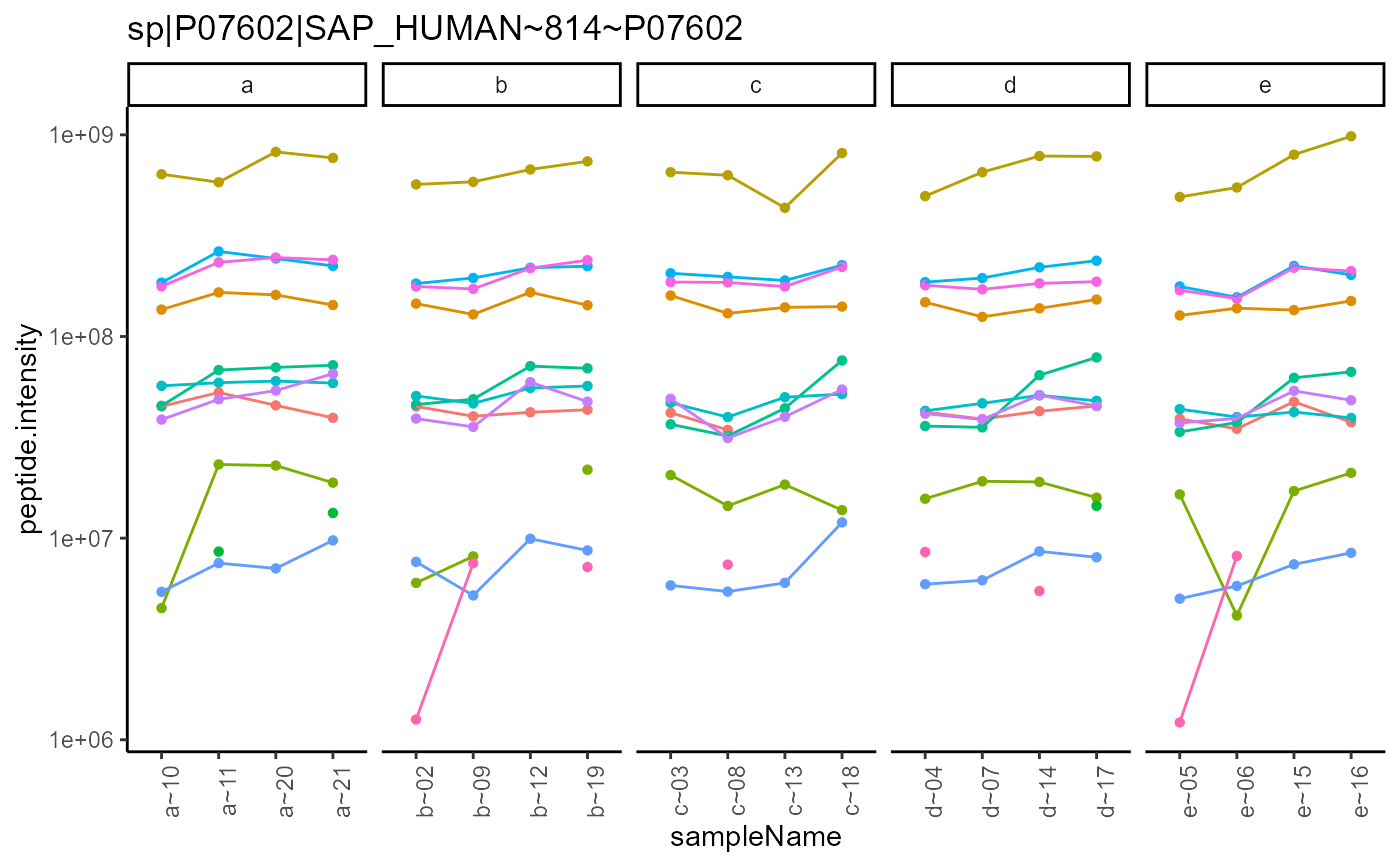 sp|P07602|SAP_HUMAN~814~P07602
a b c d e
1e+09
1e+08
1e+07
1e+06
peptide.intensity
a~10 a~11 a~20 a~21 b~02 b~09 b~12 b~19 c~03 c~08 c~13 c~18 d~04 d~07 d~14 d~17 e~05 e~06 e~15 e~16
sampleName